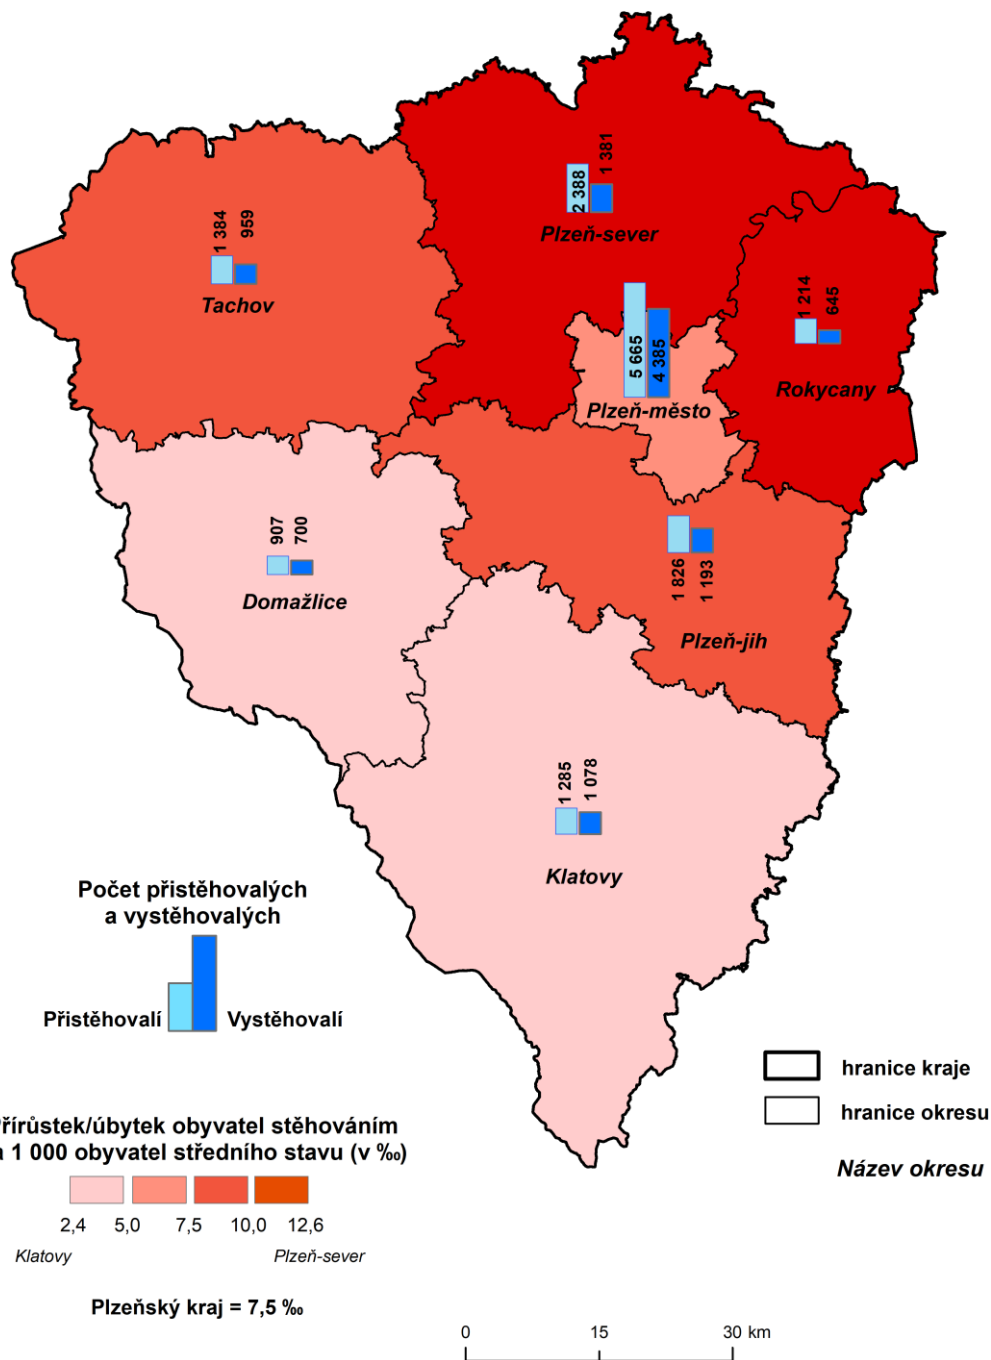 2 388
1 381
Plzeň-sever
1 384
959
Tachov
1 214
645
Rokycany
5 665
4 385
Plzeň-město
907
700
Domažlice
1 826
1 193
Plzeň-jih
1 285
1 078
Klatovy
Počet přistěhovalých
a vystěhovalých
Přistěhovalí
Vystěhovalí
hranice kraje
hranice okresu
Název okresu
Přírůstek/úbytek obyvatel stěhováním
1 000 obyvatel středního stavu (v ‰)
2,4 5,0 7,5 10,0 12,6
Klatovy Plzeň-sever
Plzeňský kraj = 7,5 ‰
0 15 30 km